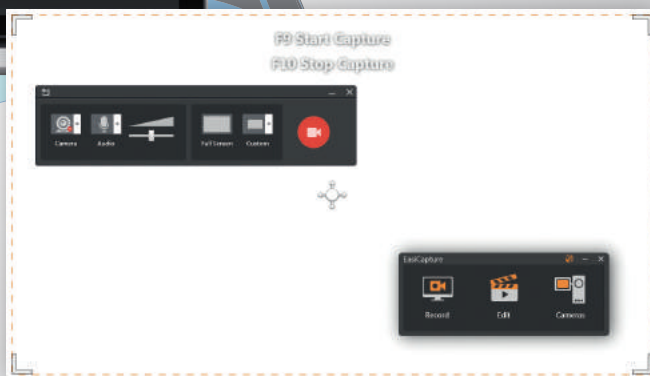 F9 Start Capture
F10 Stop Capture
Camera
Audio
Full Screen
Custom
EasiCapture
Record
Edit
Cameras